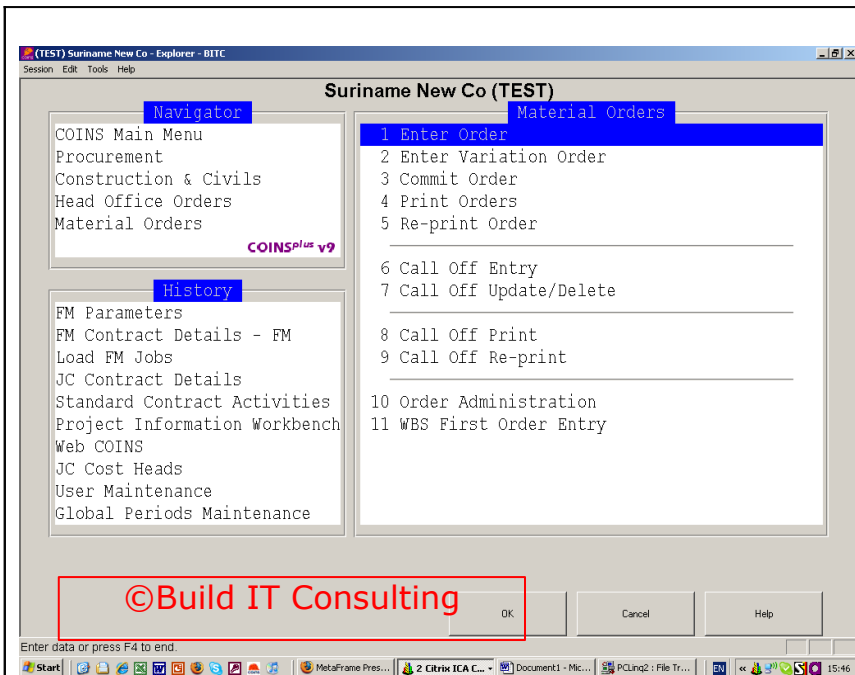 (TEST) Suriname New Co - Explorer - BITC
Session Edit Tools Help
Suriname New Co (TEST)
Navigator
COINS Main Menu
Procurement
Construction & Civils
Head Office Orders
Material Orders
COINSplus v9
History
FM Parameters
FM Contract Details - FM
Load FM Jobs
JC Contract Details
Standard Contract Activities
Project Information Workbench
Web COINS
JC Cost Heads
User Maintenance
Global Periods Maintenance
Material Orders
1 Enter Order
2 Enter Variation Order
3 Commit Order
4 Print Orders
5 Re-print Order
6 Call Off Entry
7 Call Off Update/Delete
8 Call Off Print
9 Call Off Re-print
10 Order Administration
11 WBS First Order Entry
©Build IT Consulting
OK Cancel Help
Enter data or press F4 to end.
Start MetaFrame Pres... 2 Citrix ICA C... Document1 - Mic... PCLinq2 : File Tr... EN « 15:46